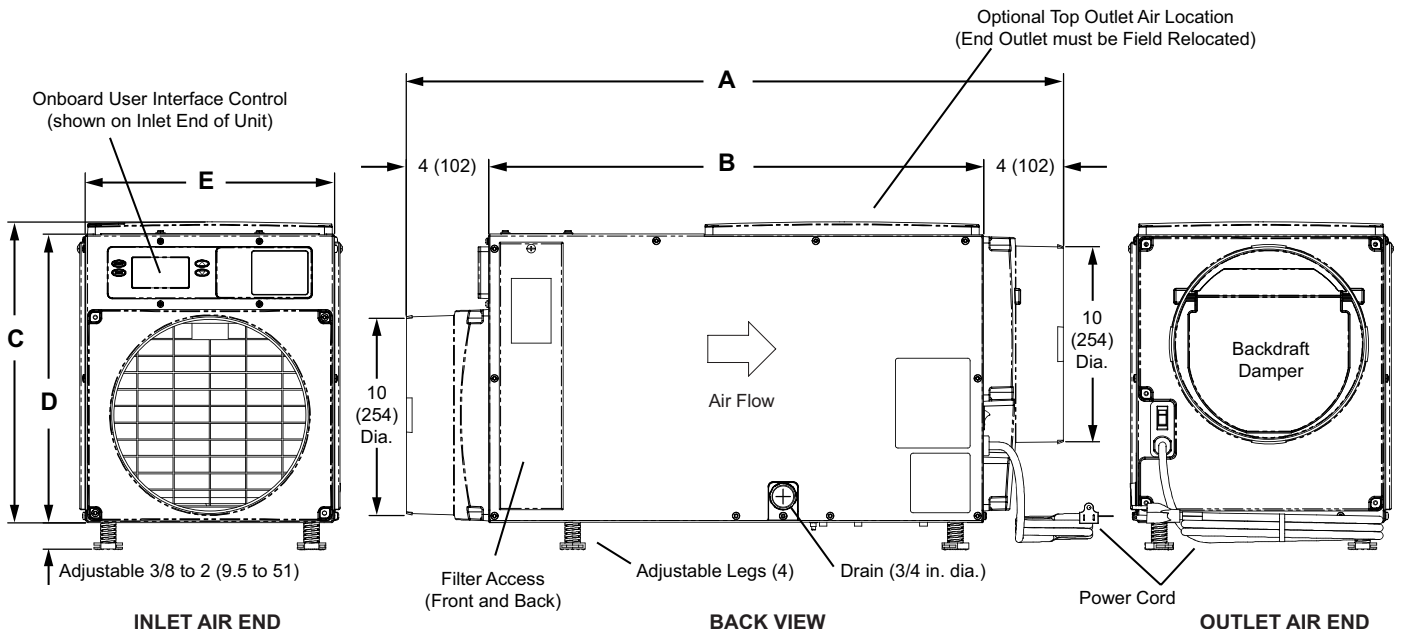 Optional Top Outlet Air Location
(End Outlet must be Field Relocated)
A
Onboard User Interface Control
(shown on Inlet End of Unit)
4 (102)
B
4 (102)
E
C
D
10
(254)
Dia.
Air Flow
10
(254)
Dia.
Backdraft
Damper
Adjustable 3/8 to 2 (9.5 to 51)
Filter Access
(Front and Back)
Adjustable Legs (4)
Drain (3/4 in. dia.)
Power Cord
INLET AIR END
BACK VIEW
OUTLET AIR END